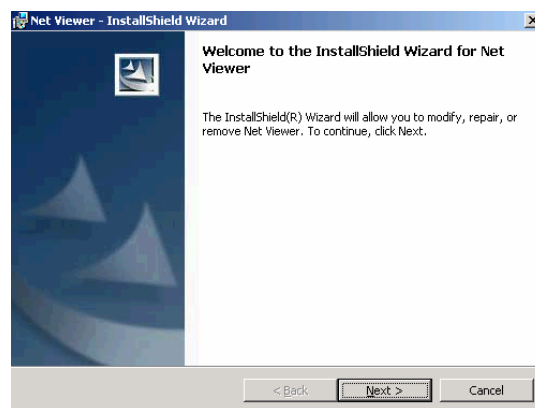 Net Viewer - InstallShield Wizard
Welcome to the InstallShield Wizard for Net
Viewer
The InstallShield(R) Wizard will allow you to modify, repair, or
remove Net Viewer. To continue, click Next.
< Back
Next >
Cancel